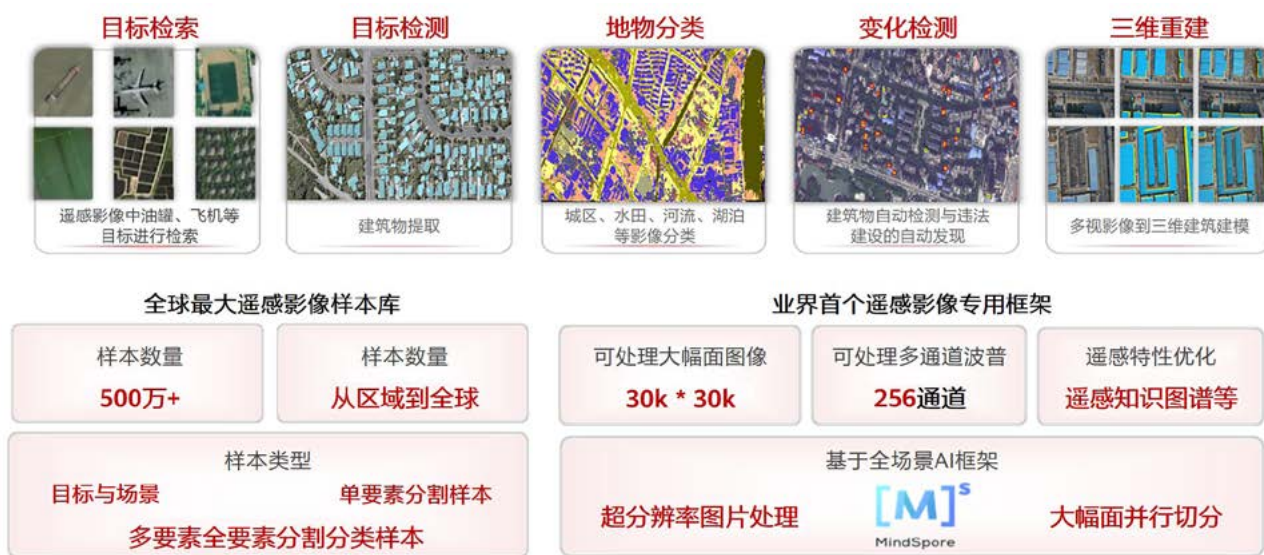 目标检索
目标检测
地物分类
变化检测
三维重建
遥感影像中油罐、飞机等
目标进行检索
建筑物提取
城区、水田、河流、湖泊
等影像分类
建筑物自动检测与违法
建设的自动发现
多视影像到三维建筑建模
全球最大遥感影像样本库
业界首个遥感影像专用框架
样本数量
500万+
样本数量
从区域到全球
可处理大幅面图像
30k * 30k
可处理多通道波普
256通道
遥感特性优化
遥感知识图谱等
样本类型
目标与场景
单要素分割样本
多要素全要素分割分类样本
基于全场景AI框架
超分辨率图片处理
[M]s
MindSpore
大幅面并行切分